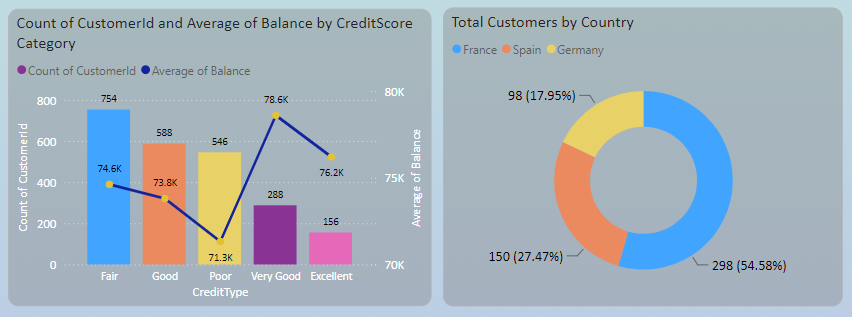 Count of CustomerId and Average of Balance by CreditScore
Category
Count of CustomerId Average of Balance
Count of CustomerId
800
600
400
200
0
754
588
546
288
156
74.6K
73.8K
71.3K
78.6K
76.2K
80K
75K
70K
Average of Balance
Fair Good Poor Very Good Excellent
CreditType
Total Customers by Country
France Spain Germany
98 (17.95%)
150 (27.47%)
298 (54.58%)